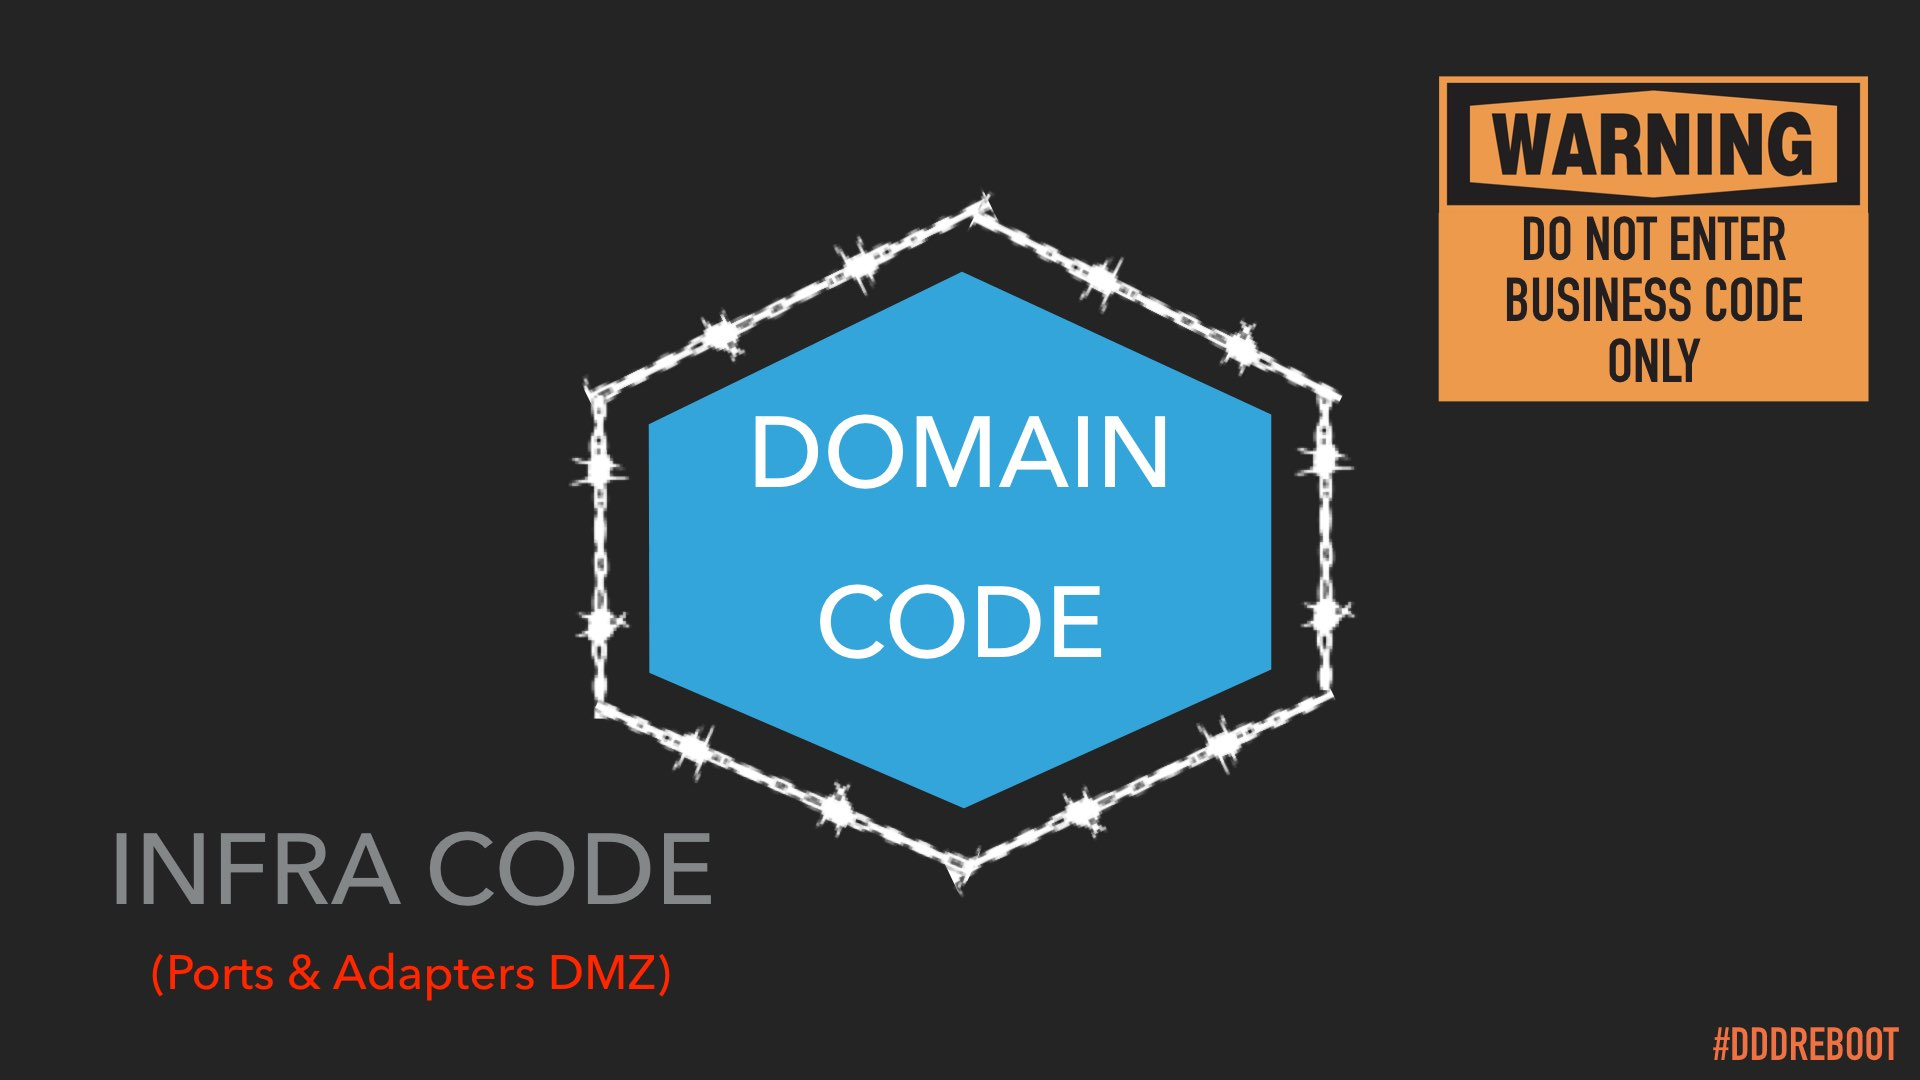 WARNING
DO NOT ENTER
BUSINESS CODE
ONLY
DOMAIN
CODE
INFRA CODE
(Ports & Adapters DMZ)
#DDDREBOOT